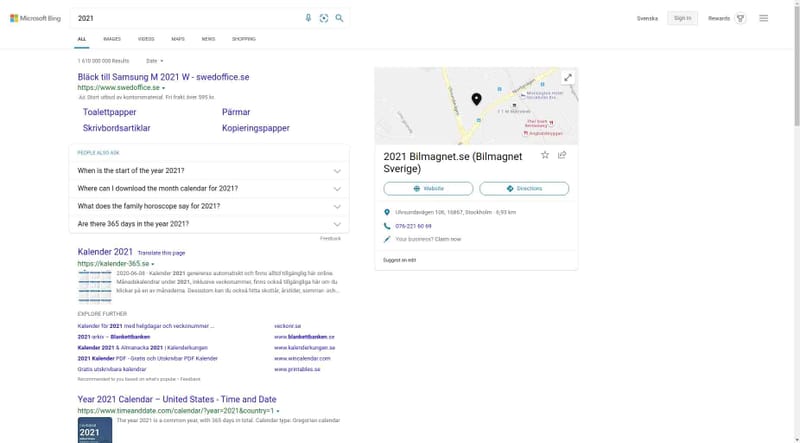 Microsoft Bing
2021
Svenska
Sign in
Rewards
ALL IMAGES VIDEOS MAPS NEWS SHOPPING
1 610 000 000 Results Date
Bläck till Samsung M 2021 W - swedoffice.se
https://www.swedoffice.se
Ad. Stort utbud av kontorsmaterial. Fri frakt över 595 kr.
Toalettpapper Pärmar
Skrivbordsartiklar Kopieringspapper
PEOPLE ALSO ASK
When is the start of the year 2021?
Where can I download the month calendar for 2021?
What does the family horoscope say for 2021?
Are there 365 days in the year 2021?
Feedback
Kalender 2021 Translate this page
https://kalender-365.se
2020-06-08 · Kalender 2021 genereras automatiskt och finns alltid tillgänglig här online.
Månadskalendrar under 2021, inklusive veckonummer, finns också tillgängliga här om du
klickar på en av månaderna. Dessutom kan du också hitta skottår, årstider, sommar- och...
EXPLORE FURTHER
Kalender för 2021 med helgdagar och veckonummer ... veckonr.se
2021-arkiv – Blankettbanken www.blankettbanken.se
Kalender 2021 & Almanacka 2021 | Kalenderkungen www.kalenderkungen.se
2021 Kalender PDF - Gratis och Utskrivbar PDF Kalender www.wincalendar.com
Gratis utskrivbara kalendrar www.printables.se
Recommended to you based on what's popular • Feedback
Year 2021 Calendar – United States - Time and Date
https://www.timeanddate.com/calendar/?year=2021&country=1
The year 2021 is a common year, with 365 days in total. Calendar type: Gregorian calendar
2021
2021 Bilmagnet.se (Bilmagnet
Sverige)
Website Directions
Ulvsundavägen 106, 16867, Stockholm · 6,93 km
076-221 60 69
Your business? Claim now
Suggest an edit